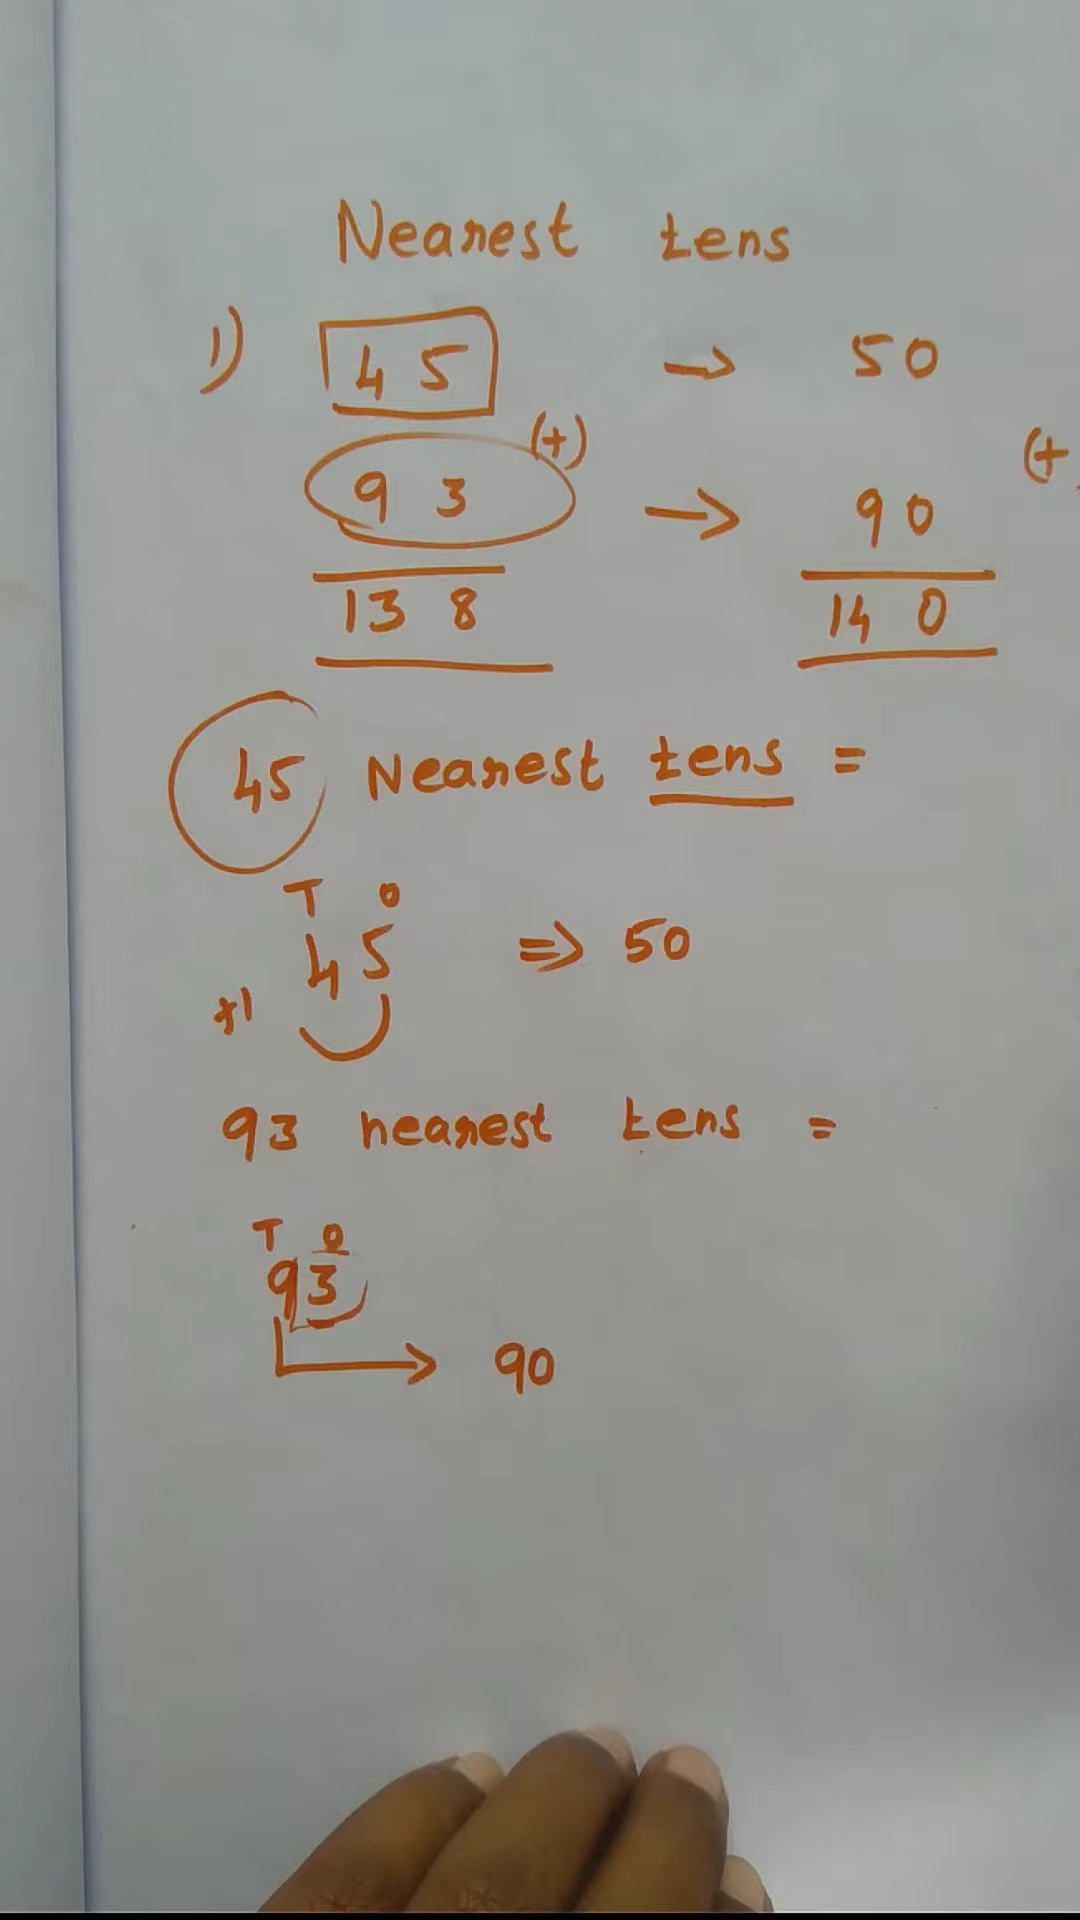 Nearest tens
1) 45 → 50
(+)
93 → 90
(+
138 140
45 Nearest tens =
T O
45 => 50
+1
93 nearest tens =
T O
93
→ 90